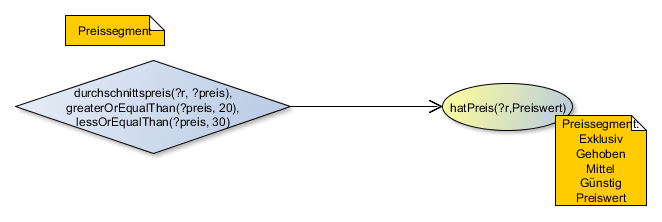 Preissegment
durchschnittspreis(?r, ?preis),
greaterOrEqualThan(?preis, 20),
lessOrEqualThan(?preis, 30)
hatPreis(?r,Preiswert)
Preissegment:
Exklusiv
Gehoben
Mittel
Günstig
Preiswert